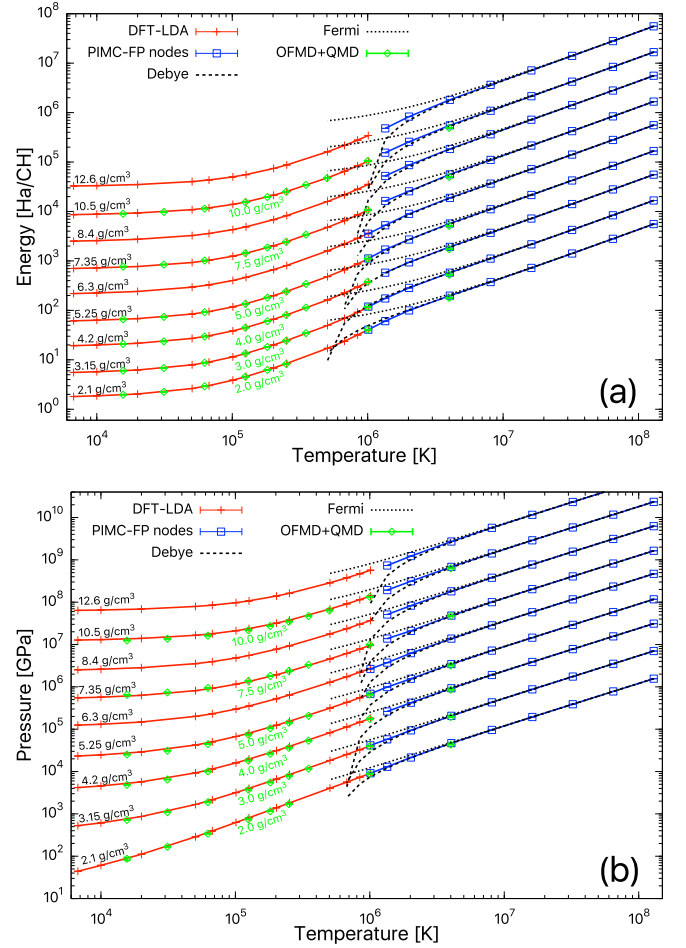 DFT-LDA
PIMC-FP nodes
Debye
Fermi
OFMD+QMD
10^8
10^7
10^6
10^5
10^4
10^3
10^2
10^1
10^0
Energy [Ha/CH]
12.6 g/cm^3
10.5 g/cm^3
8.4 g/cm^3
7.35 g/cm^3
6.3 g/cm^3
5.25 g/cm^3
4.2 g/cm^3
3.15 g/cm^3
2.1 g/cm^3
10.0 g/cm^3
7.5 g/cm^3
5.0 g/cm^3
4.0 g/cm^3
3.0 g/cm^3
2.0 g/cm^3
(a)
10^4
10^5
10^6
10^7
10^8
Temperature [K]
DFT-LDA
PIMC-FP nodes
Debye
Fermi
OFMD+QMD
10^10
10^9
10^8
10^7
10^6
10^5
10^4
10^3
10^2
10^1
Pressure [GPa]
12.6 g/cm^3
10.5 g/cm^3
8.4 g/cm^3
7.35 g/cm^3
6.3 g/cm^3
5.25 g/cm^3
4.2 g/cm^3
3.15 g/cm^3
2.1 g/cm^3
10.0 g/cm^3
7.5 g/cm^3
5.0 g/cm^3
4.0 g/cm^3
3.0 g/cm^3
2.0 g/cm^3
(b)
10^4
10^5
10^6
10^7
10^8
Temperature [K]